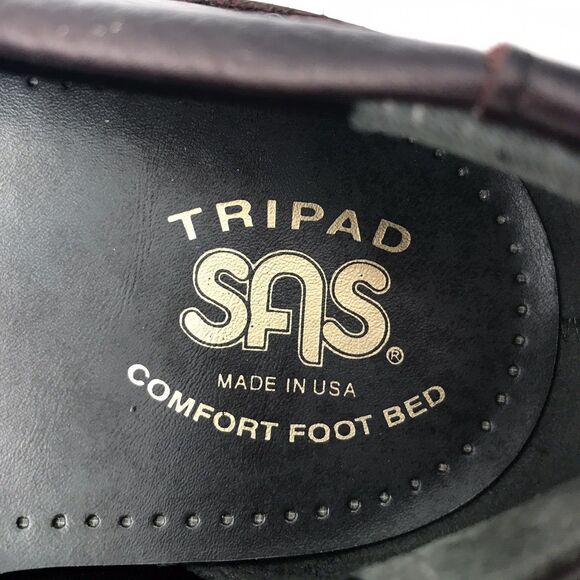 TRIPAD
SAS®
MADE IN USA
COMFORT FOOT BED